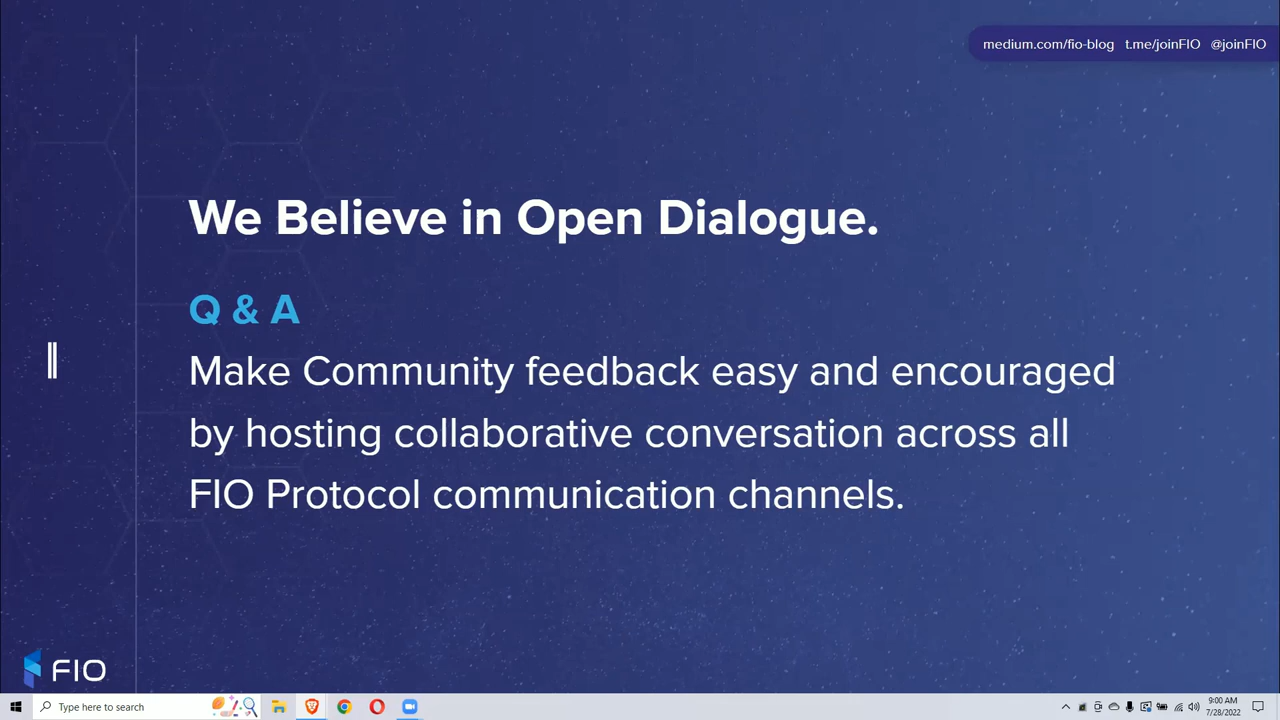 medium.com/fio-blog t.me/joinFIO @joinFIO
We Believe in Open Dialogue.
Q & A
Make Community feedback easy and encouraged
by hosting collaborative conversation across all
FIO Protocol communication channels.
FIO
Type here to search
9:00 AM
7/28/2022